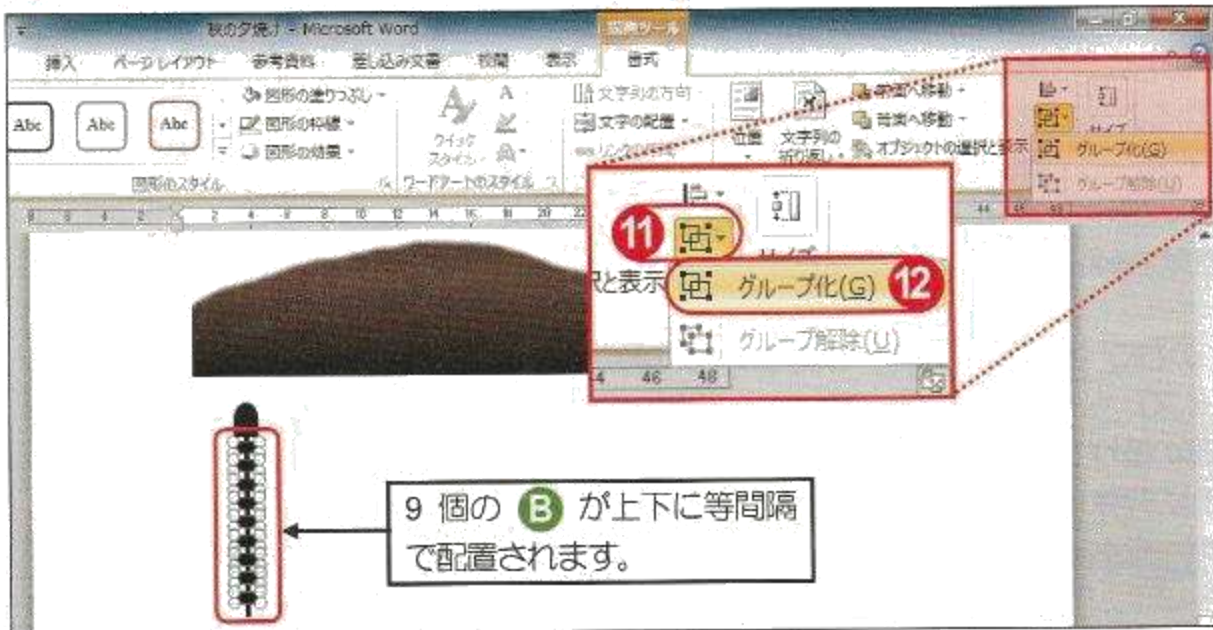 秋の夕焼け - Microsoft Word
挿入 ページ レイアウト 参考資料 差し込み文書 校閲 表示 書式
Abc Abc Abc
図形の塗りつぶし
図形の枠線
図形の効果
図形のスタイル
クイック
スタイル
A
ワードアートのスタイル
文字列の方向
文字の配置
位置
文字列の
折り返し
前面へ移動
背面へ移動
オブジェクトの選択と表示
グループ化(G)
グループ解除(U)
11
サイズ
択と表示 グループ化(G) 12
グループ解除(U)
44 46 48
9 個の B が上下に等間隔
で配置されます。